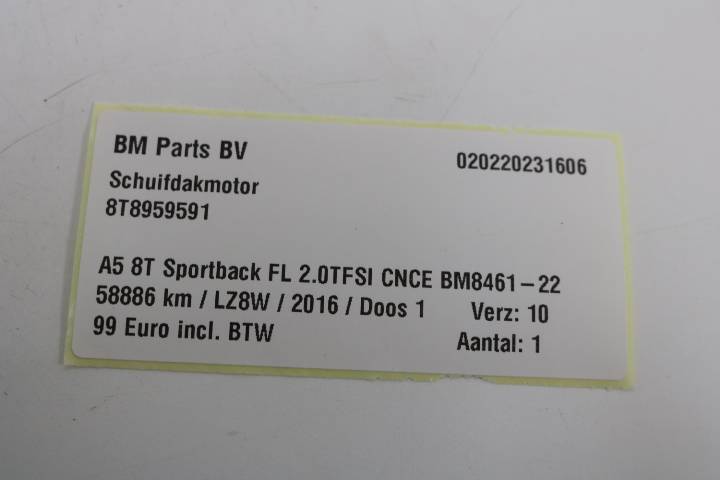 BM Parts BV 020220231606
Schuifdakmotor
8T8959591
A5 8T Sportback FL 2.0TFSI CNCE BM8461-22
58886 km / LZ8W / 2016 / Doos 1 Verz: 10
99 Euro incl. BTW Aantal: 1